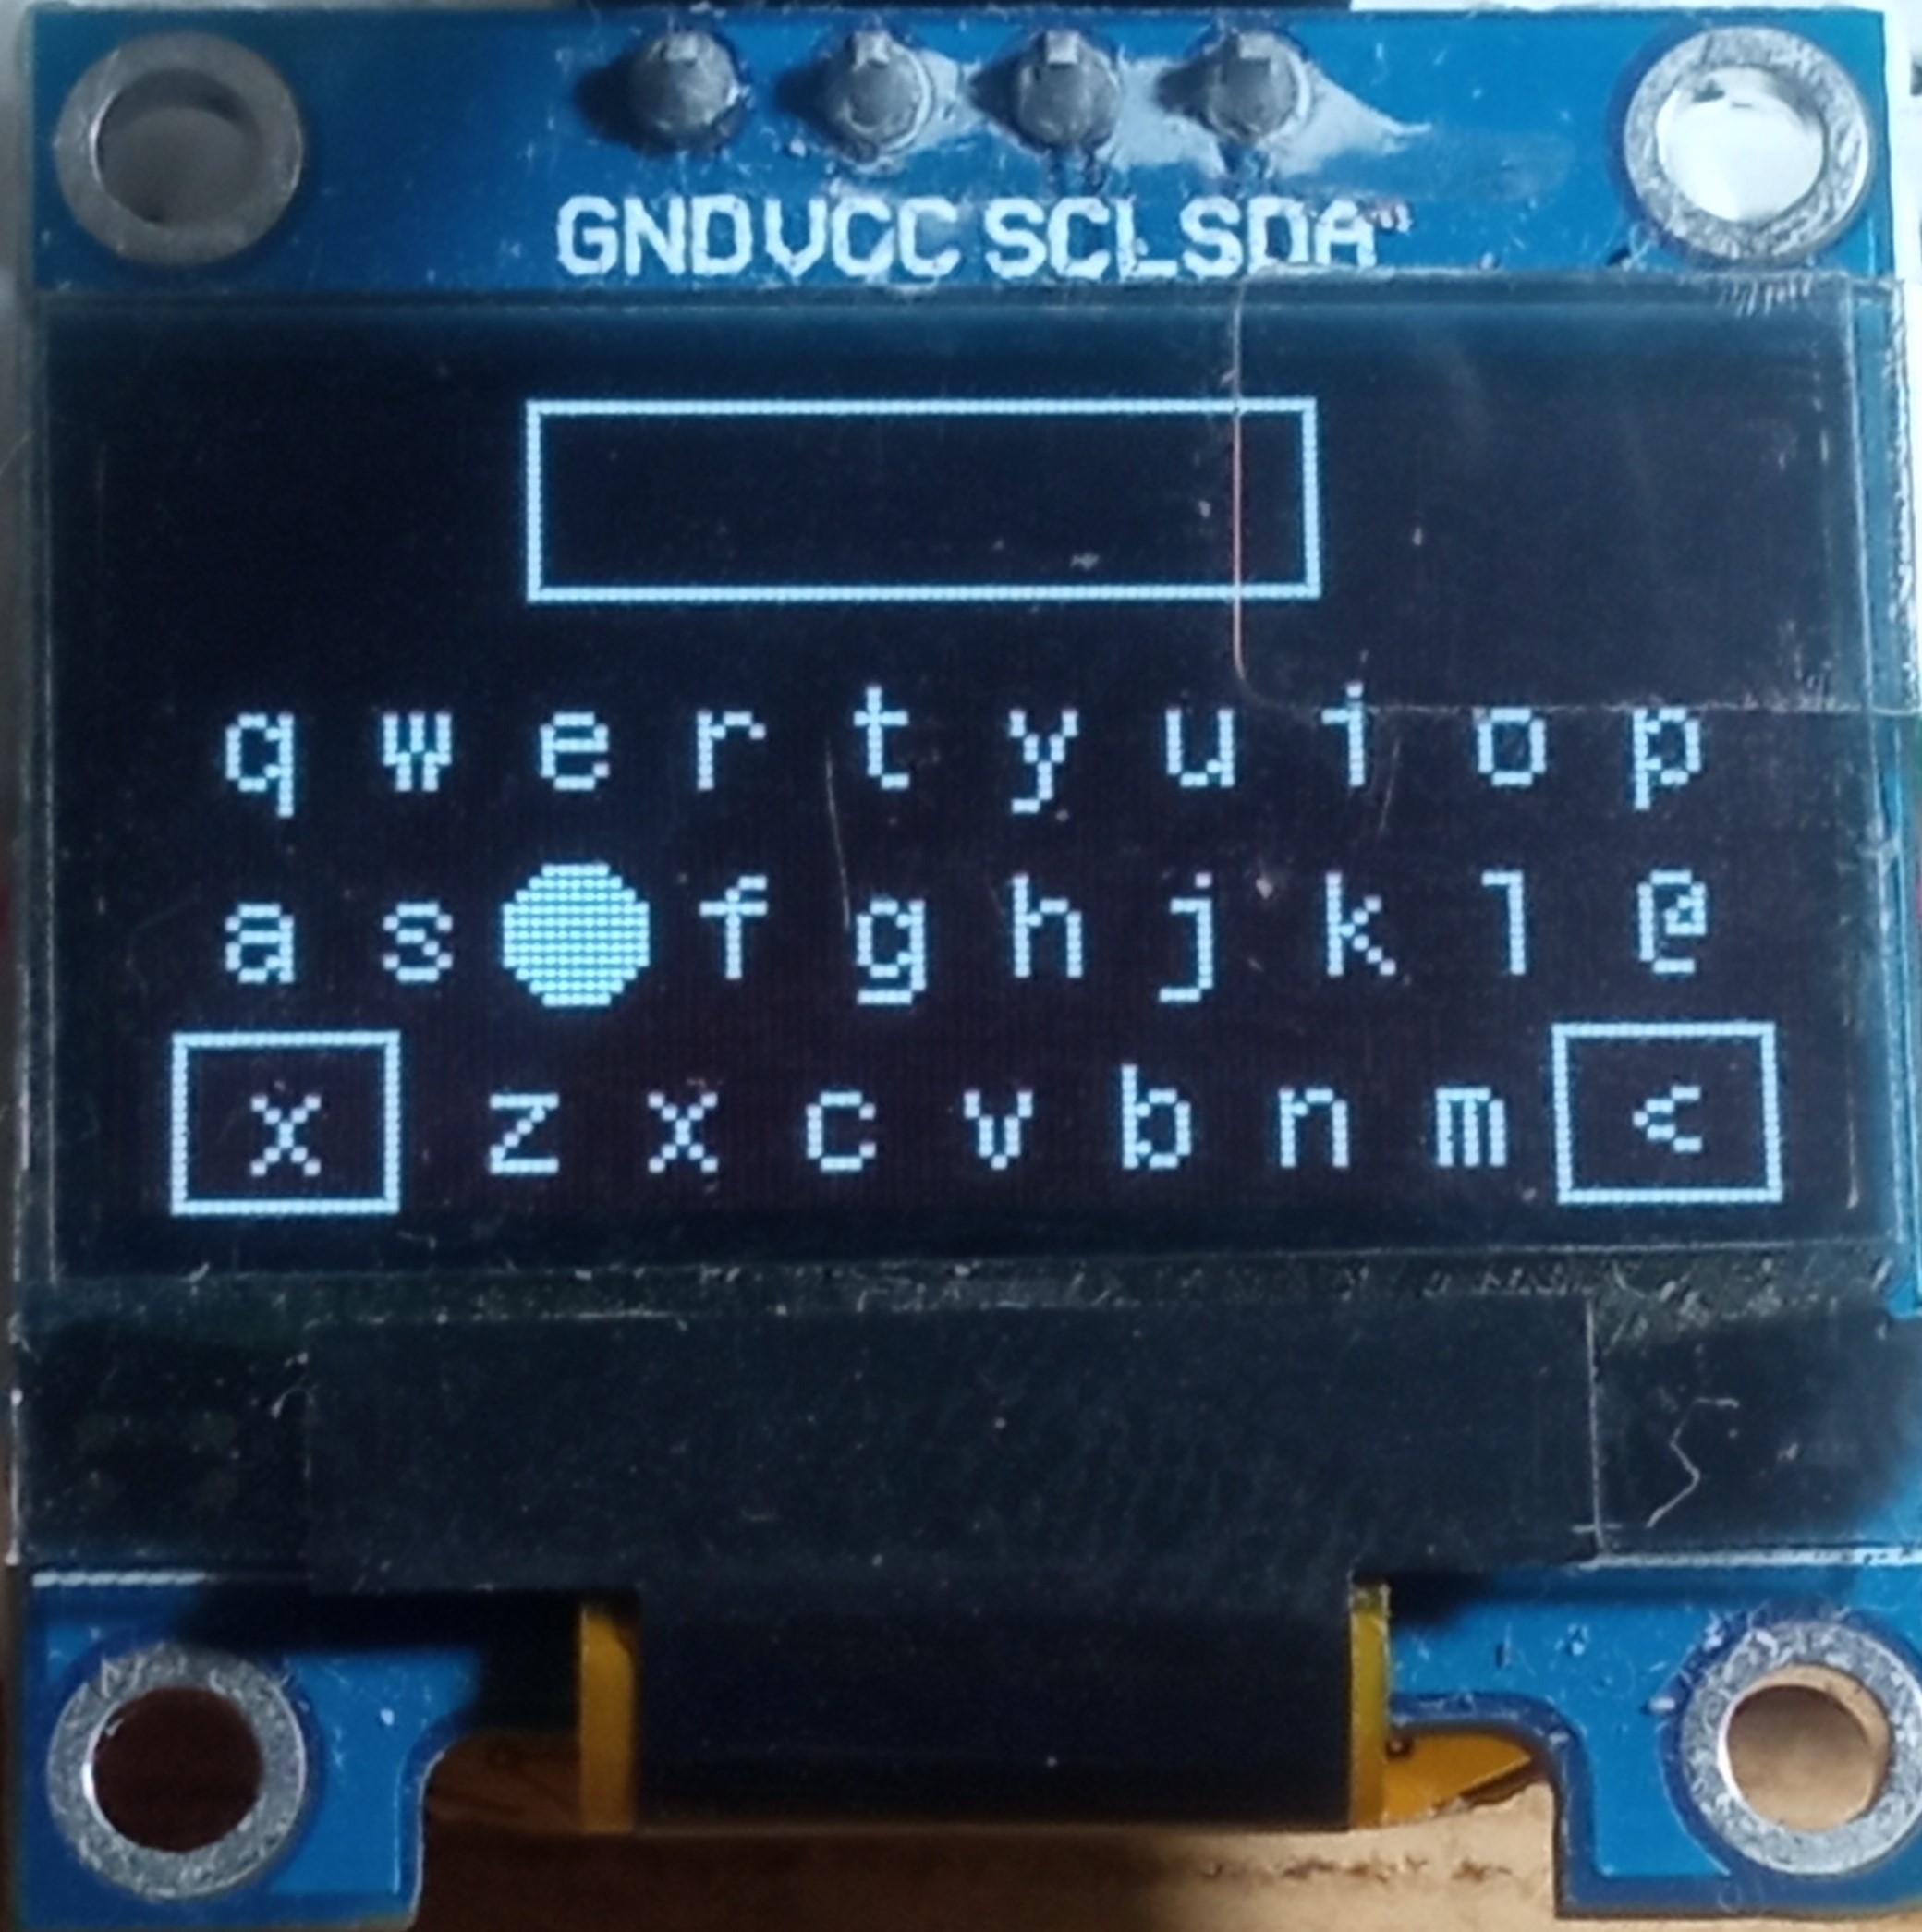 GND VCC SCL SDA
q w e r t y u i o p
a s f g h j k l @
x z x c v b n m <